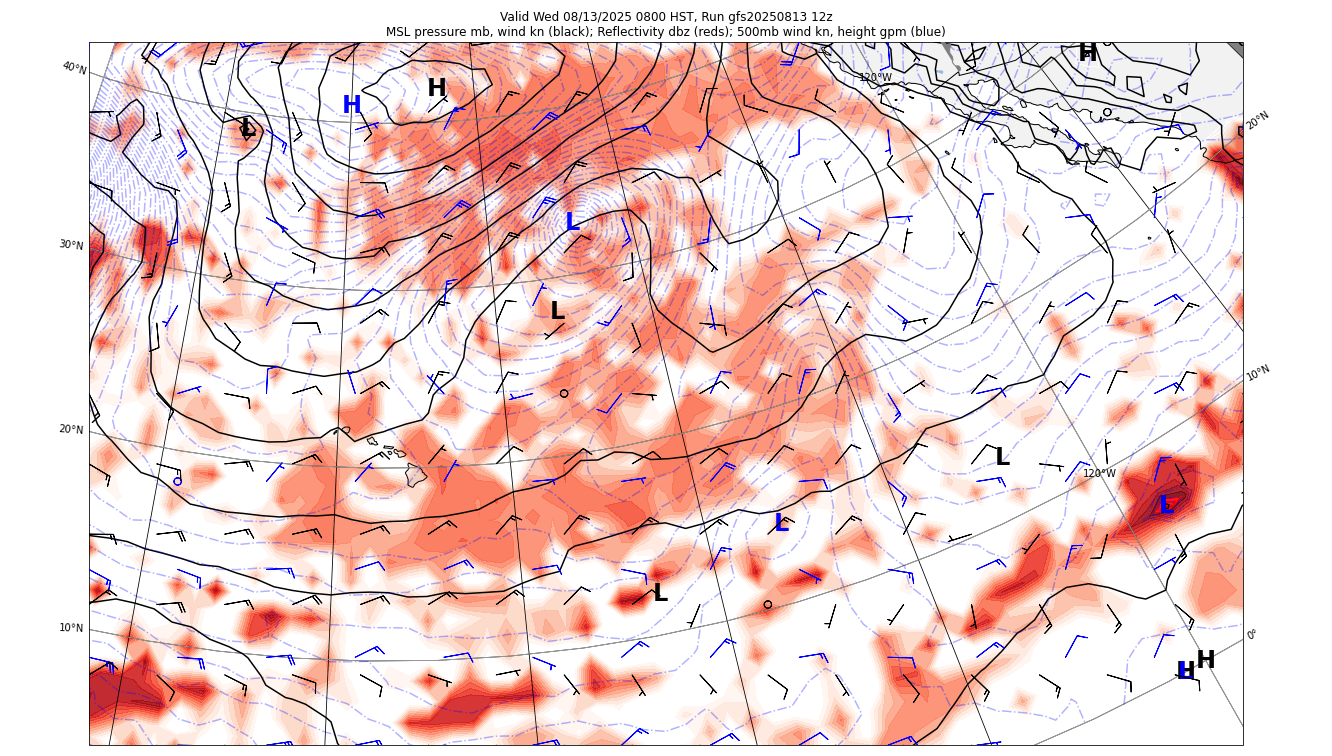 Valid Wed 08/13/2025 0800 HST, Run gfs20250813 12z
MSL pressure mb, wind kn (black); Reflectivity dbz (reds); 500mb wind kn, height gpm (blue)
H
40°N
120°W
H
H
L
20°N
L
30°N
L
10°N
20°N
L
120°W
L
L
L
10°N
0°
H
H
L